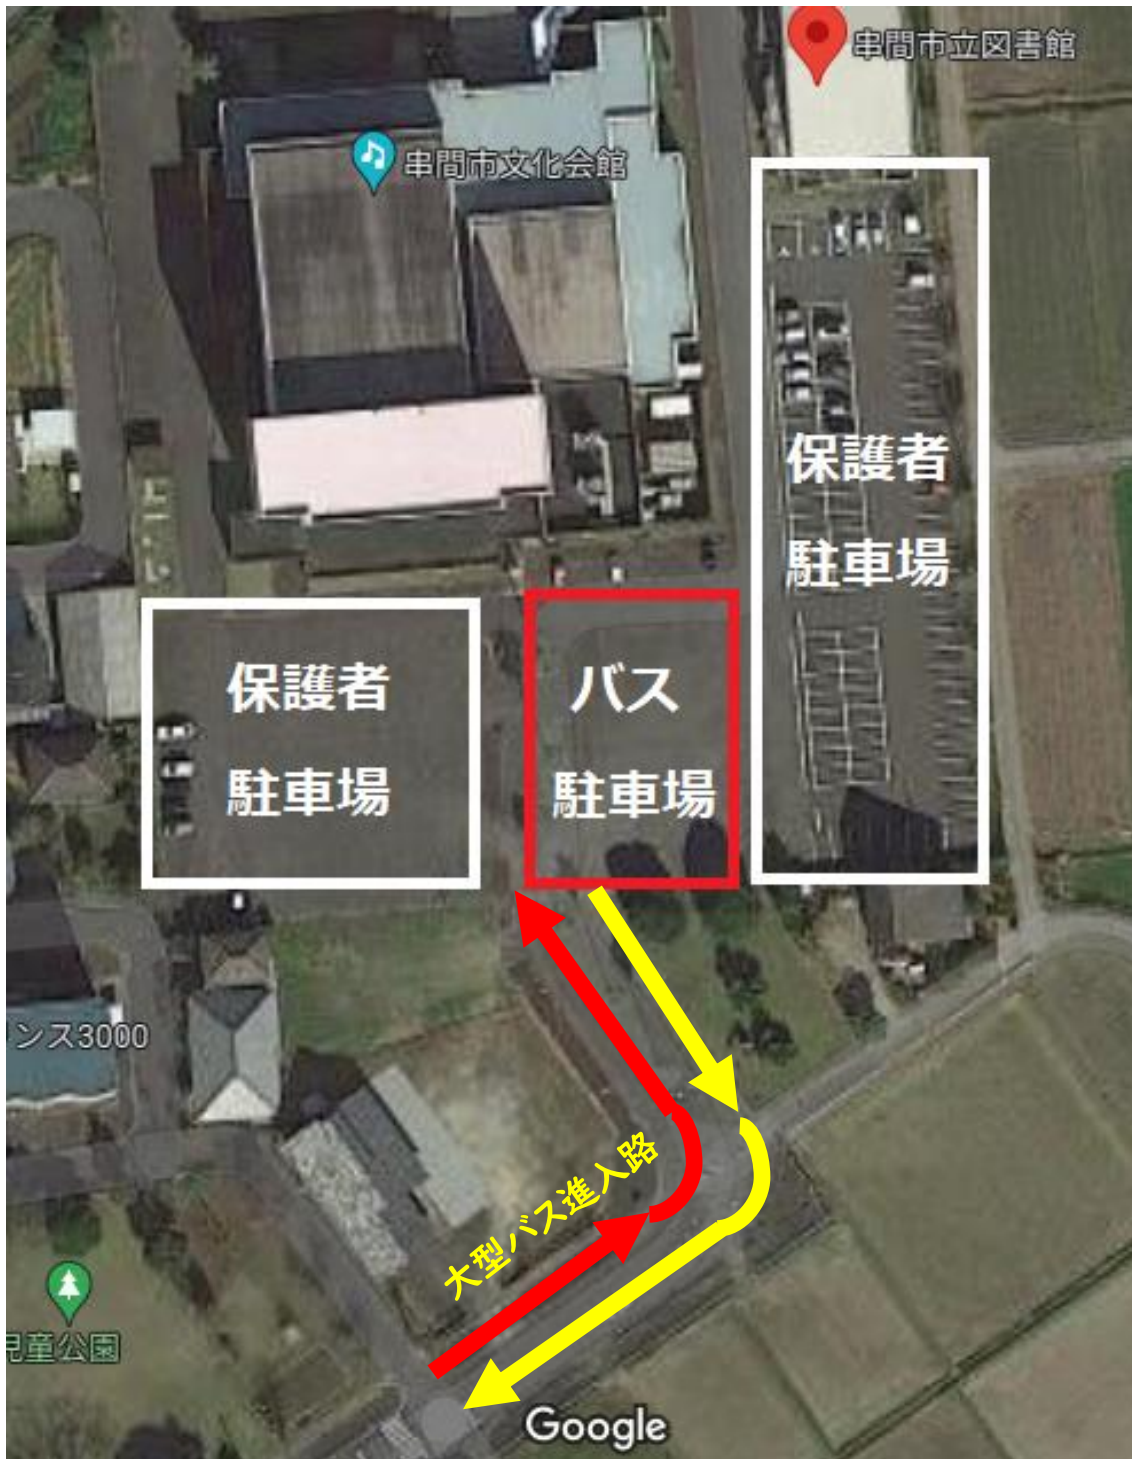 串間市立図書館
串間市文化会館
保護者
駐車場
保護者
駐車場
バス
駐車場
ンス3000
大型バス進入路
児童公園
Google